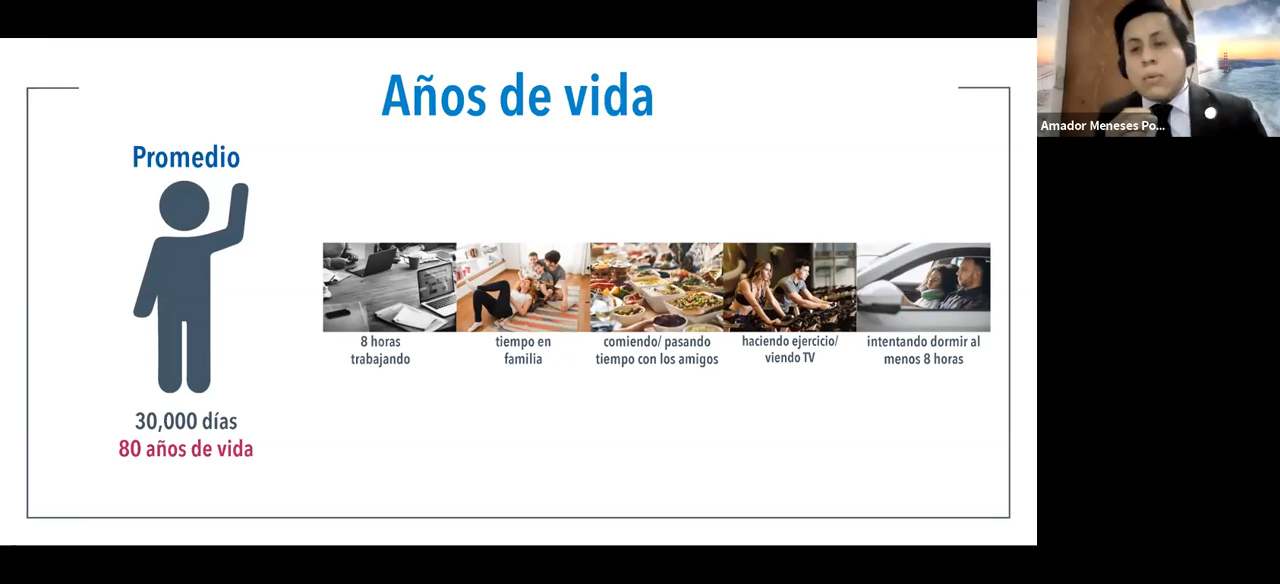 Años de vida
Promedio
30,000 días
80 años de vida
8 horas
trabajando
tiempo en
familia
comiendo/ pasando
tiempo con los amigos
haciendo ejercicio/
viendo TV
intentando dormir al
menos 8 horas
Amador Meneses Po...